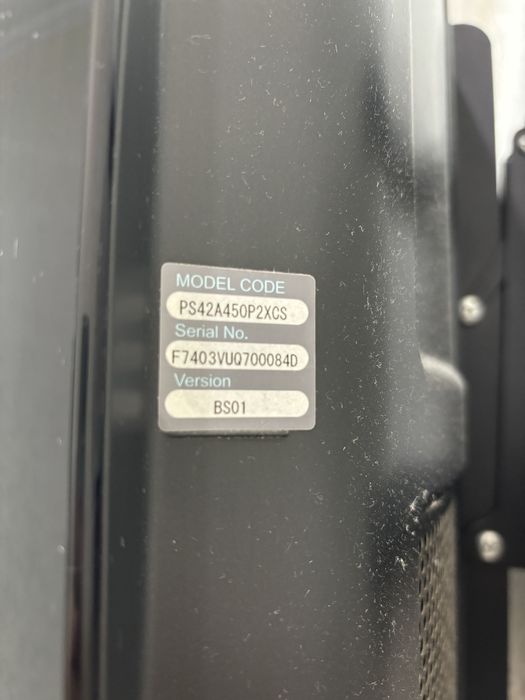 MODEL CODE
PS42A450P2XCS
Serial No.
F7403VUQ700084D
Version
BS01